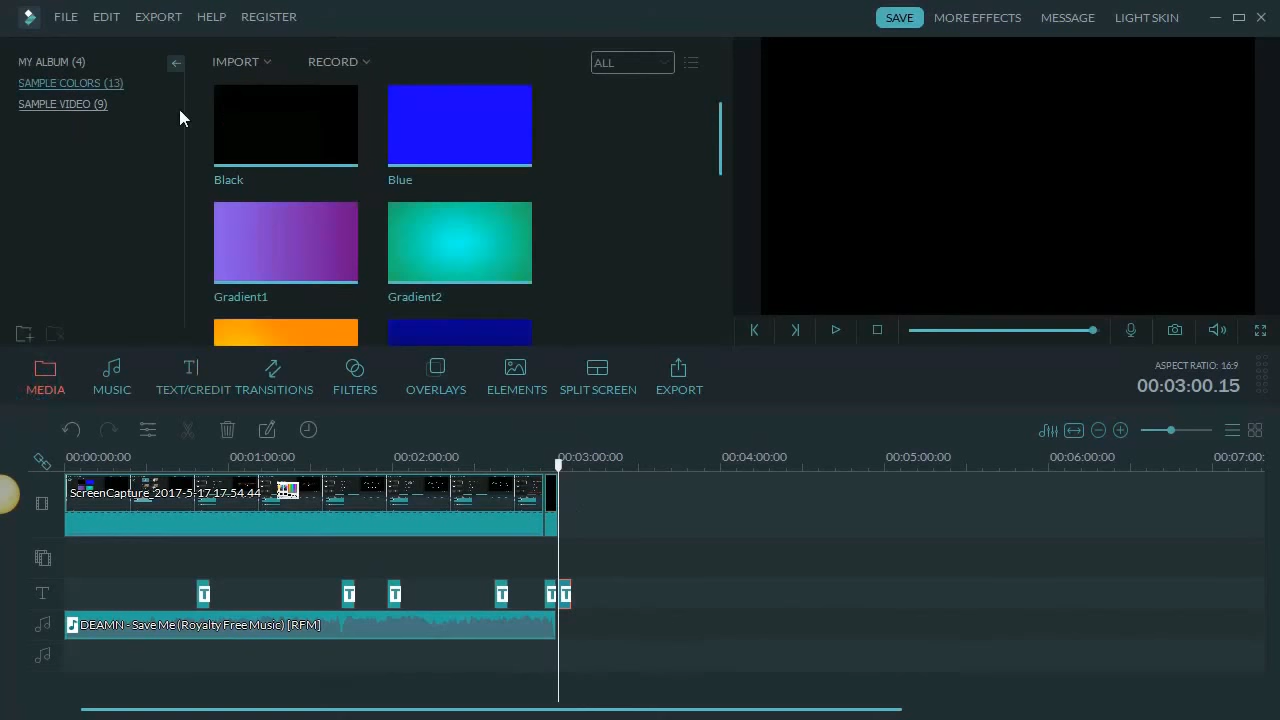 FILE EDIT EXPORT HELP REGISTER SAVE MORE EFFECTS MESSAGE LIGHT SKIN
MY ALBUM (4)
SAMPLE COLORS (13)
SAMPLE VIDEO (9)
IMPORT RECORD ALL
Black Blue
Gradient1 Gradient2
MEDIA MUSIC TEXT/CREDIT TRANSITIONS FILTERS OVERLAYS ELEMENTS SPLIT SCREEN EXPORT
ASPECT RATIO: 16:9
00:03:00.15
00:00:00:00 00:01:00:00 00:02:00:00 00:03:00:00 00:04:00:00 00:05:00:00 00:06:00:00 00:07:00:
ScreenCapture_2017-5-17 17.54.44
T T T T T T T
DEAMN - Save Me (Royalty Free Music) [RFM]